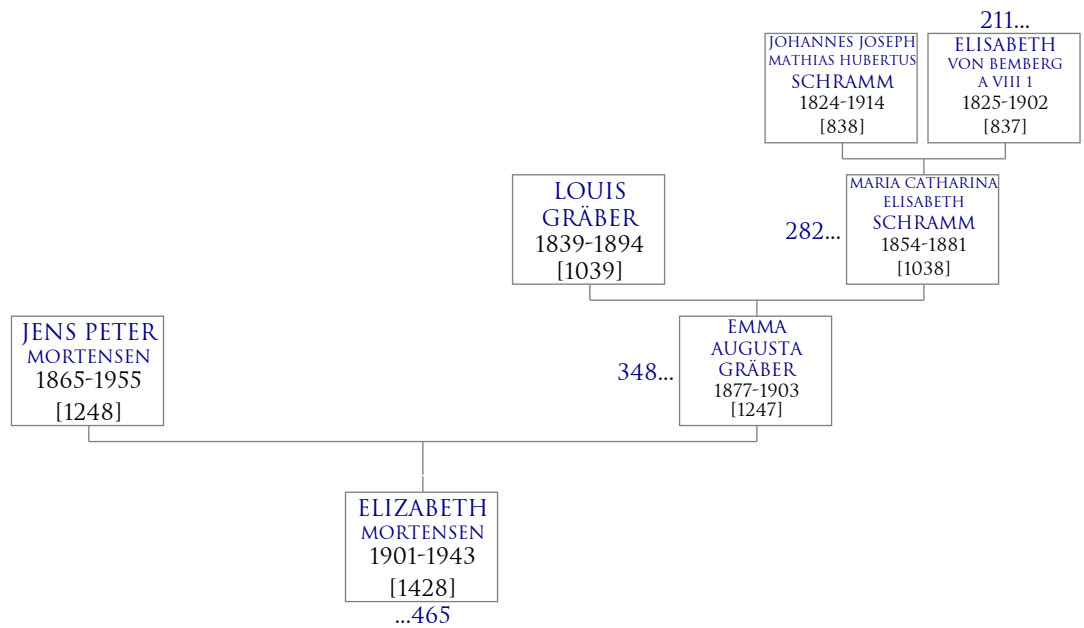 211...
JOHANNES JOSEPH
MATHIAS HUBERTUS
SCHRAMM
1824-1914
[838]
ELISABETH
VON BEMBERG
A VIII 1
1825-1902
[837]
LOUIS
GRÄBER
1839-1894
[1039]
282...
MARIA CATHARINA
ELISABETH
SCHRAMM
1854-1881
[1038]
JENS PETER
MORTENSEN
1865-1955
[1248]
348...
EMMA
AUGUSTA
GRÄBER
1877-1903
[1247]
ELIZABETH
MORTENSEN
1901-1943
[1428]
...465